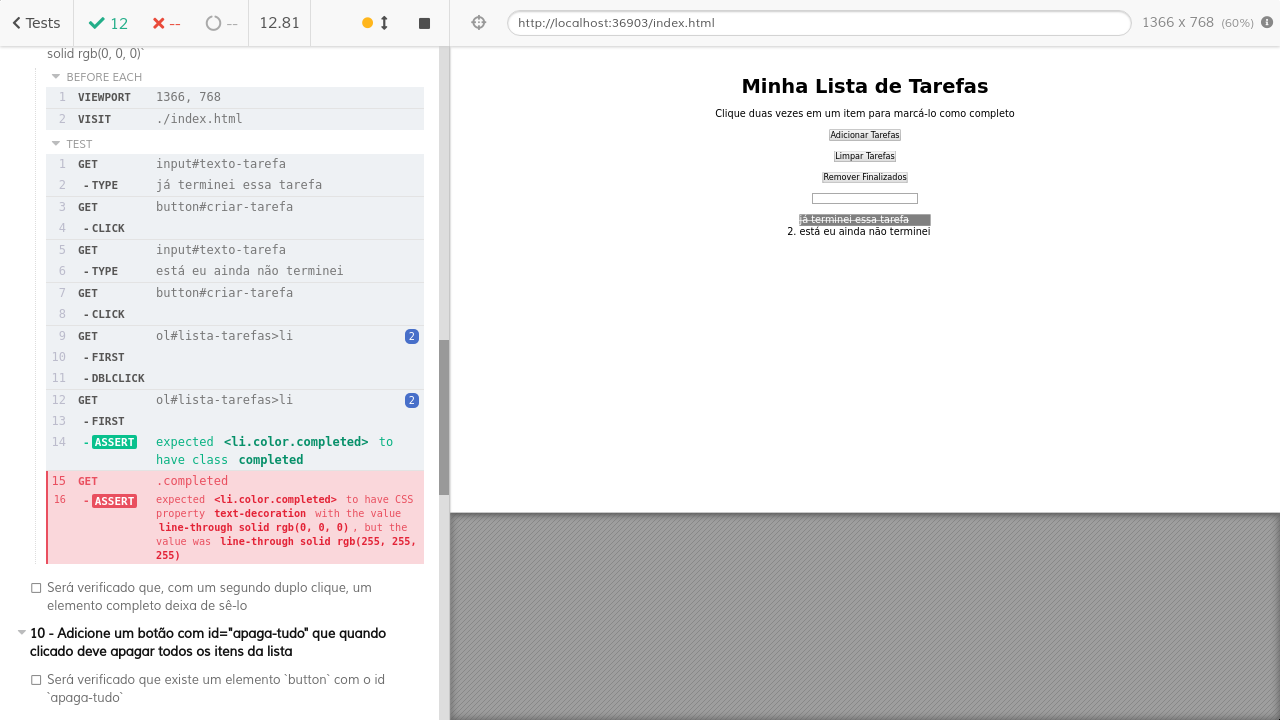 Tests
12
--
--
12.81
http://localhost:36903/index.html
1366 x 768 (60%)
solid rgb(0, 0, 0)`
BEFORE EACH
1 VIEWPORT 1366, 768
2 VISIT ./index.html
TEST
1 GET input#texto-tarefa
2 -TYPE já terminei essa tarefa
3 GET button#criar-tarefa
4 -CLICK
5 GET input#texto-tarefa
6 -TYPE está eu ainda não terminei
7 GET button#criar-tarefa
8 -CLICK
9 GET ol#lista-tarefas>li 2
10 -FIRST
11 -DBLCLICK
12 GET ol#lista-tarefas>li 2
13 -FIRST
14 -ASSERT expected <li.color.completed> to
have class completed
15 GET .completed
16 -ASSERT expected <li.color.completed> to have CSS
property text-decoration with the value
line-through solid rgb(0, 0, 0) , but the
value was line-through solid rgb(255, 255,
255)
Será verificado que, com um segundo duplo clique, um
elemento completo deixa de sê-lo
10 - Adicione um botão com id="apaga-tudo" que quando
clicado deve apagar todos os itens da lista
Será verificado que existe um elemento `button` com o id
`apaga-tudo`
Minha Lista de Tarefas
Clique duas vezes em um item para marcá-lo como completo
Adicionar Tarefas
Limpar Tarefas
Remover Finalizados
já terminei essa tarefa
2. está eu ainda não terminei